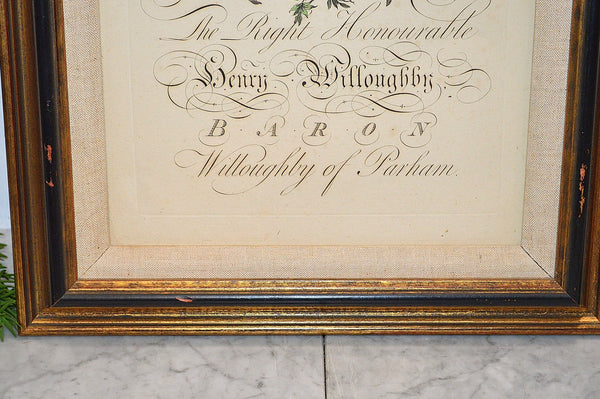 The Right Honourable
Henry Willoughby
B·A·R·O·N
Willoughby of Parham.